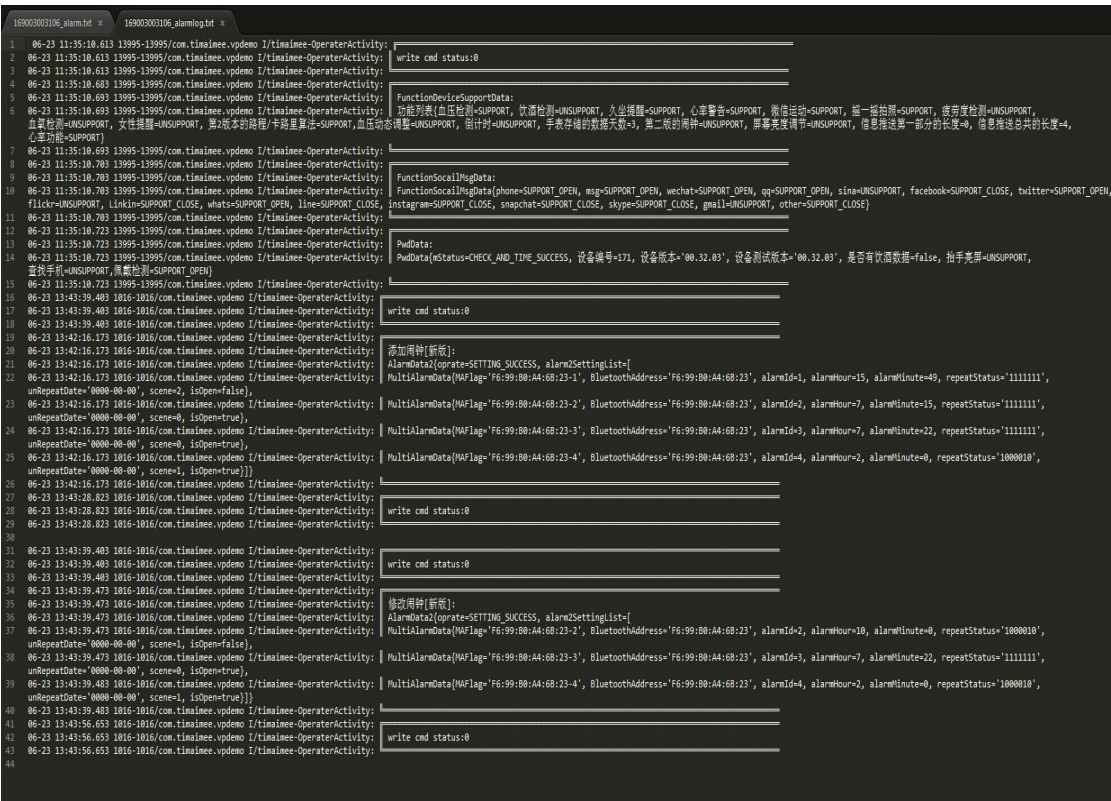 169003003106_alarm.txt ×
169003003106_alarmlog.txt ×
1 06-23 11:35:10.613 13995-13995/com.timaimee.vpdemo I/timaimee-OperaterActivity: ╔════════════════════════
2 06-23 11:35:10.613 13995-13995/com.timaimee.vpdemo I/timaimee-OperaterActivity: ║ write cmd status:0
3 06-23 11:35:10.613 13995-13995/com.timaimee.vpdemo I/timaimee-OperaterActivity: ╚════════════════════════
4 06-23 11:35:10.683 13995-13995/com.timaimee.vpdemo I/timaimee-OperaterActivity: ╔════════════════════════
5 06-23 11:35:10.693 13995-13995/com.timaimee.vpdemo I/timaimee-OperaterActivity: ║ FunctionDeviceSupportData:
6 06-23 11:35:10.693 13995-13995/com.timaimee.vpdemo I/timaimee-OperaterActivity: ║ 功能列表{血压检测=UNSUPPORT, 饮酒检测=UNSUPPORT, 久坐提醒=SUPPORT, 心率警告=SUPPORT, 微信运动=SUPPORT, 摇一摇拍照=SUPPORT, 疲劳度检测=UNSUPPORT,
血氧检测=UNSUPPORT, 女性提醒=UNSUPPORT, 第2版本的路程/卡路里算法=SUPPORT,血压动态调整=UNSUPPORT, 倒计时=UNSUPPORT, 手表存储的数据天数=3, 第二版的闹钟=UNSUPPORT, 屏幕亮度调节=UNSUPPORT, 信息推送第一部分的长度=0, 信息推送总共的长度=4,
心率功能=SUPPORT}
7 06-23 11:35:10.693 13995-13995/com.timaimee.vpdemo I/timaimee-OperaterActivity: ╚════════════════════════
8 06-23 11:35:10.703 13995-13995/com.timaimee.vpdemo I/timaimee-OperaterActivity: ╔════════════════════════
9 06-23 11:35:10.703 13995-13995/com.timaimee.vpdemo I/timaimee-OperaterActivity: ║ FunctionSocailMsgData:
10 06-23 11:35:10.703 13995-13995/com.timaimee.vpdemo I/timaimee-OperaterActivity: ║ FunctionSocailMsgData{phone=SUPPORT_OPEN, msg=SUPPORT_OPEN, wechat=SUPPORT_OPEN, qq=SUPPORT_OPEN, sina=UNSUPPORT, facebook=SUPPORT_CLOSE, twitter=SUPPORT_OPEN,
flickr=UNSUPPORT, Linkin=SUPPORT_CLOSE, whats=SUPPORT_OPEN, line=SUPPORT_CLOSE, instagram=SUPPORT_CLOSE, snapchat=SUPPORT_CLOSE, skype=SUPPORT_CLOSE, gmail=UNSUPPORT, other=SUPPORT_CLOSE}
11 06-23 11:35:10.703 13995-13995/com.timaimee.vpdemo I/timaimee-OperaterActivity: ╚════════════════════════
12 06-23 11:35:10.723 13995-13995/com.timaimee.vpdemo I/timaimee-OperaterActivity: ╔════════════════════════
13 06-23 11:35:10.723 13995-13995/com.timaimee.vpdemo I/timaimee-OperaterActivity: ║ PwdData:
14 06-23 11:35:10.723 13995-13995/com.timaimee.vpdemo I/timaimee-OperaterActivity: ║ PwdData{mStatus=CHECK_AND_TIME_SUCCESS, 设备编号=171, 设备版本='00.32.03', 设备测试版本='00.32.03', 是否有饮酒数据=false, 抬手亮屏=UNSUPPORT,
查找手机=UNSUPPORT,佩戴检测=SUPPORT_OPEN}
15 06-23 11:35:10.723 13995-13995/com.timaimee.vpdemo I/timaimee-OperaterActivity: ╚════════════════════════
16 06-23 13:43:39.403 1016-1016/com.timaimee.vpdemo I/timaimee-OperaterActivity: ╔════════════════════════
17 06-23 13:43:39.403 1016-1016/com.timaimee.vpdemo I/timaimee-OperaterActivity: ║ write cmd status:0
18 06-23 13:43:39.403 1016-1016/com.timaimee.vpdemo I/timaimee-OperaterActivity: ╚════════════════════════
19 06-23 13:42:16.173 1016-1016/com.timaimee.vpdemo I/timaimee-OperaterActivity: ╔════════════════════════
20 06-23 13:42:16.173 1016-1016/com.timaimee.vpdemo I/timaimee-OperaterActivity: ║ 添加闹钟[新版]:
21 06-23 13:42:16.173 1016-1016/com.timaimee.vpdemo I/timaimee-OperaterActivity: ║ AlarmData2{oprate=SETTING_SUCCESS, alarm2SettingList=[
22 06-23 13:42:16.173 1016-1016/com.timaimee.vpdemo I/timaimee-OperaterActivity: ║ MultiAlarmData{MAFlag='F6:99:B0:A4:6B:23-1', BluetoothAddress='F6:99:B0:A4:6B:23', alarmId=1, alarmHour=15, alarmMinute=49, repeatStatus='1111111',
unRepeatDate='0000-00-00', scene=2, isOpen=false},
23 06-23 13:42:16.173 1016-1016/com.timaimee.vpdemo I/timaimee-OperaterActivity: ║ MultiAlarmData{MAFlag='F6:99:B0:A4:6B:23-2', BluetoothAddress='F6:99:B0:A4:6B:23', alarmId=2, alarmHour=7, alarmMinute=15, repeatStatus='1111111',
unRepeatDate='0000-00-00', scene=0, isOpen=true},
24 06-23 13:42:16.173 1016-1016/com.timaimee.vpdemo I/timaimee-OperaterActivity: ║ MultiAlarmData{MAFlag='F6:99:B0:A4:6B:23-3', BluetoothAddress='F6:99:B0:A4:6B:23', alarmId=3, alarmHour=7, alarmMinute=22, repeatStatus='1111111',
unRepeatDate='0000-00-00', scene=0, isOpen=true},
25 06-23 13:42:16.173 1016-1016/com.timaimee.vpdemo I/timaimee-OperaterActivity: ║ MultiAlarmData{MAFlag='F6:99:B0:A4:6B:23-4', BluetoothAddress='F6:99:B0:A4:6B:23', alarmId=4, alarmHour=2, alarmMinute=0, repeatStatus='1000010',
unRepeatDate='0000-00-00', scene=1, isOpen=true}]}
26 06-23 13:42:16.173 1016-1016/com.timaimee.vpdemo I/timaimee-OperaterActivity: ╚════════════════════════
27 06-23 13:43:28.823 1016-1016/com.timaimee.vpdemo I/timaimee-OperaterActivity: ╔════════════════════════
28 06-23 13:43:28.823 1016-1016/com.timaimee.vpdemo I/timaimee-OperaterActivity: ║ write cmd status:0
29 06-23 13:43:28.823 1016-1016/com.timaimee.vpdemo I/timaimee-OperaterActivity: ╚════════════════════════
30
31 06-23 13:43:39.403 1016-1016/com.timaimee.vpdemo I/timaimee-OperaterActivity: ╔════════════════════════
32 06-23 13:43:39.403 1016-1016/com.timaimee.vpdemo I/timaimee-OperaterActivity: ║ write cmd status:0
33 06-23 13:43:39.403 1016-1016/com.timaimee.vpdemo I/timaimee-OperaterActivity: ╚════════════════════════
34 06-23 13:43:39.473 1016-1016/com.timaimee.vpdemo I/timaimee-OperaterActivity: ╔════════════════════════
35 06-23 13:43:39.473 1016-1016/com.timaimee.vpdemo I/timaimee-OperaterActivity: ║ 修改闹钟[新版]:
36 06-23 13:43:39.473 1016-1016/com.timaimee.vpdemo I/timaimee-OperaterActivity: ║ AlarmData2{oprate=SETTING_SUCCESS, alarm2SettingList=[
37 06-23 13:43:39.473 1016-1016/com.timaimee.vpdemo I/timaimee-OperaterActivity: ║ MultiAlarmData{MAFlag='F6:99:B0:A4:6B:23-2', BluetoothAddress='F6:99:B0:A4:6B:23', alarmId=2, alarmHour=10, alarmMinute=0, repeatStatus='1000010',
unRepeatDate='0000-00-00', scene=1, isOpen=false},
38 06-23 13:43:39.473 1016-1016/com.timaimee.vpdemo I/timaimee-OperaterActivity: ║ MultiAlarmData{MAFlag='F6:99:B0:A4:6B:23-3', BluetoothAddress='F6:99:B0:A4:6B:23', alarmId=3, alarmHour=7, alarmMinute=22, repeatStatus='1111111',
unRepeatDate='0000-00-00', scene=0, isOpen=true},
39 06-23 13:43:39.483 1016-1016/com.timaimee.vpdemo I/timaimee-OperaterActivity: ║ MultiAlarmData{MAFlag='F6:99:B0:A4:6B:23-4', BluetoothAddress='F6:99:B0:A4:6B:23', alarmId=4, alarmHour=2, alarmMinute=0, repeatStatus='1000010',
unRepeatDate='0000-00-00', scene=1, isOpen=true}]}
40 06-23 13:43:39.483 1016-1016/com.timaimee.vpdemo I/timaimee-OperaterActivity: ╚════════════════════════
41 06-23 13:43:56.653 1016-1016/com.timaimee.vpdemo I/timaimee-OperaterActivity: ╔════════════════════════
42 06-23 13:43:56.653 1016-1016/com.timaimee.vpdemo I/timaimee-OperaterActivity: ║ write cmd status:0
43 06-23 13:43:56.653 1016-1016/com.timaimee.vpdemo I/timaimee-OperaterActivity: ╚════════════════════════
44